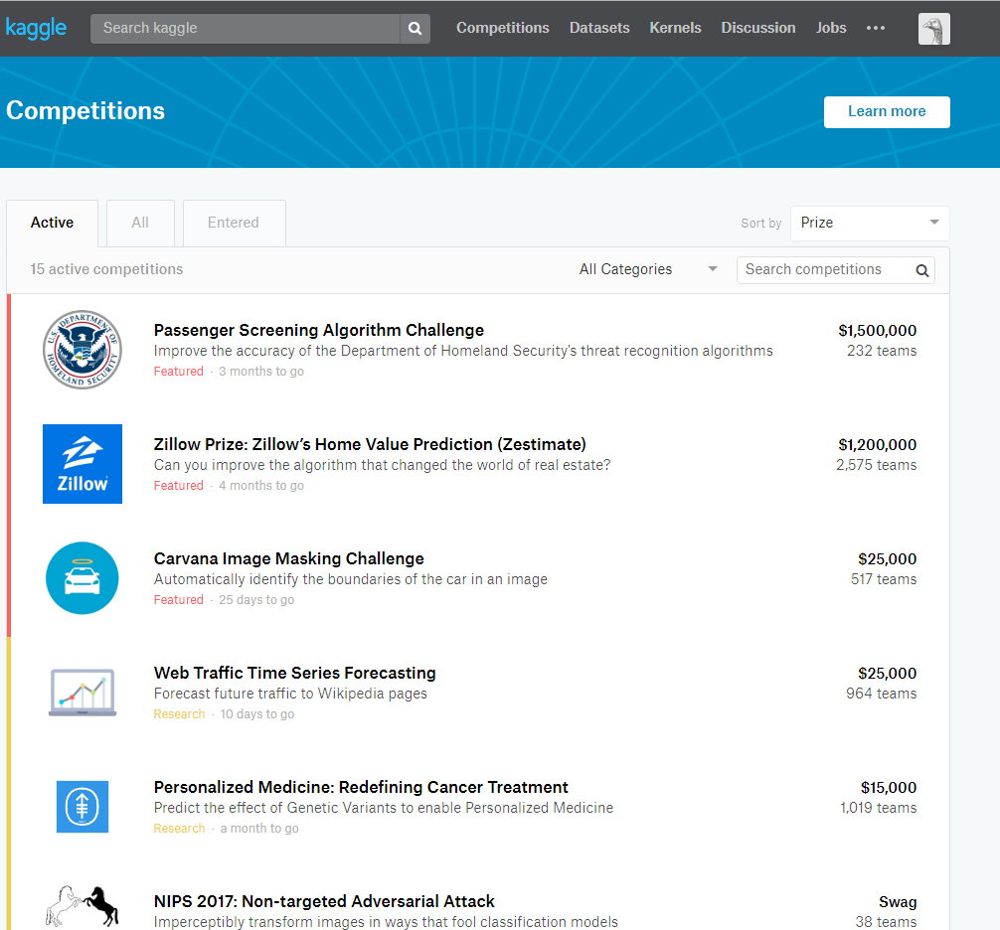 kaggle
Search kaggle
Competitions Datasets Kernels Discussion Jobs •••
Competitions
Learn more
Active All Entered
Sort by Prize
15 active competitions
All Categories
Search competitions
U.S. DEPARTMENT OF HOMELAND SECURITY
Passenger Screening Algorithm Challenge
$1,500,000
Improve the accuracy of the Department of Homeland Security's threat recognition algorithms
232 teams
Featured · 3 months to go
Zillow
Zillow Prize: Zillow’s Home Value Prediction (Zestimate)
$1,200,000
Can you improve the algorithm that changed the world of real estate?
2,575 teams
Featured · 4 months to go
Carvana Image Masking Challenge
$25,000
Automatically identify the boundaries of the car in an image
517 teams
Featured · 25 days to go
Web Traffic Time Series Forecasting
$25,000
Forecast future traffic to Wikipedia pages
964 teams
Research · 10 days to go
Personalized Medicine: Redefining Cancer Treatment
$15,000
Predict the effect of Genetic Variants to enable Personalized Medicine
1,019 teams
Research · a month to go
NIPS 2017: Non-targeted Adversarial Attack
Swag
Imperceptibly transform images in ways that fool classification models
38 teams